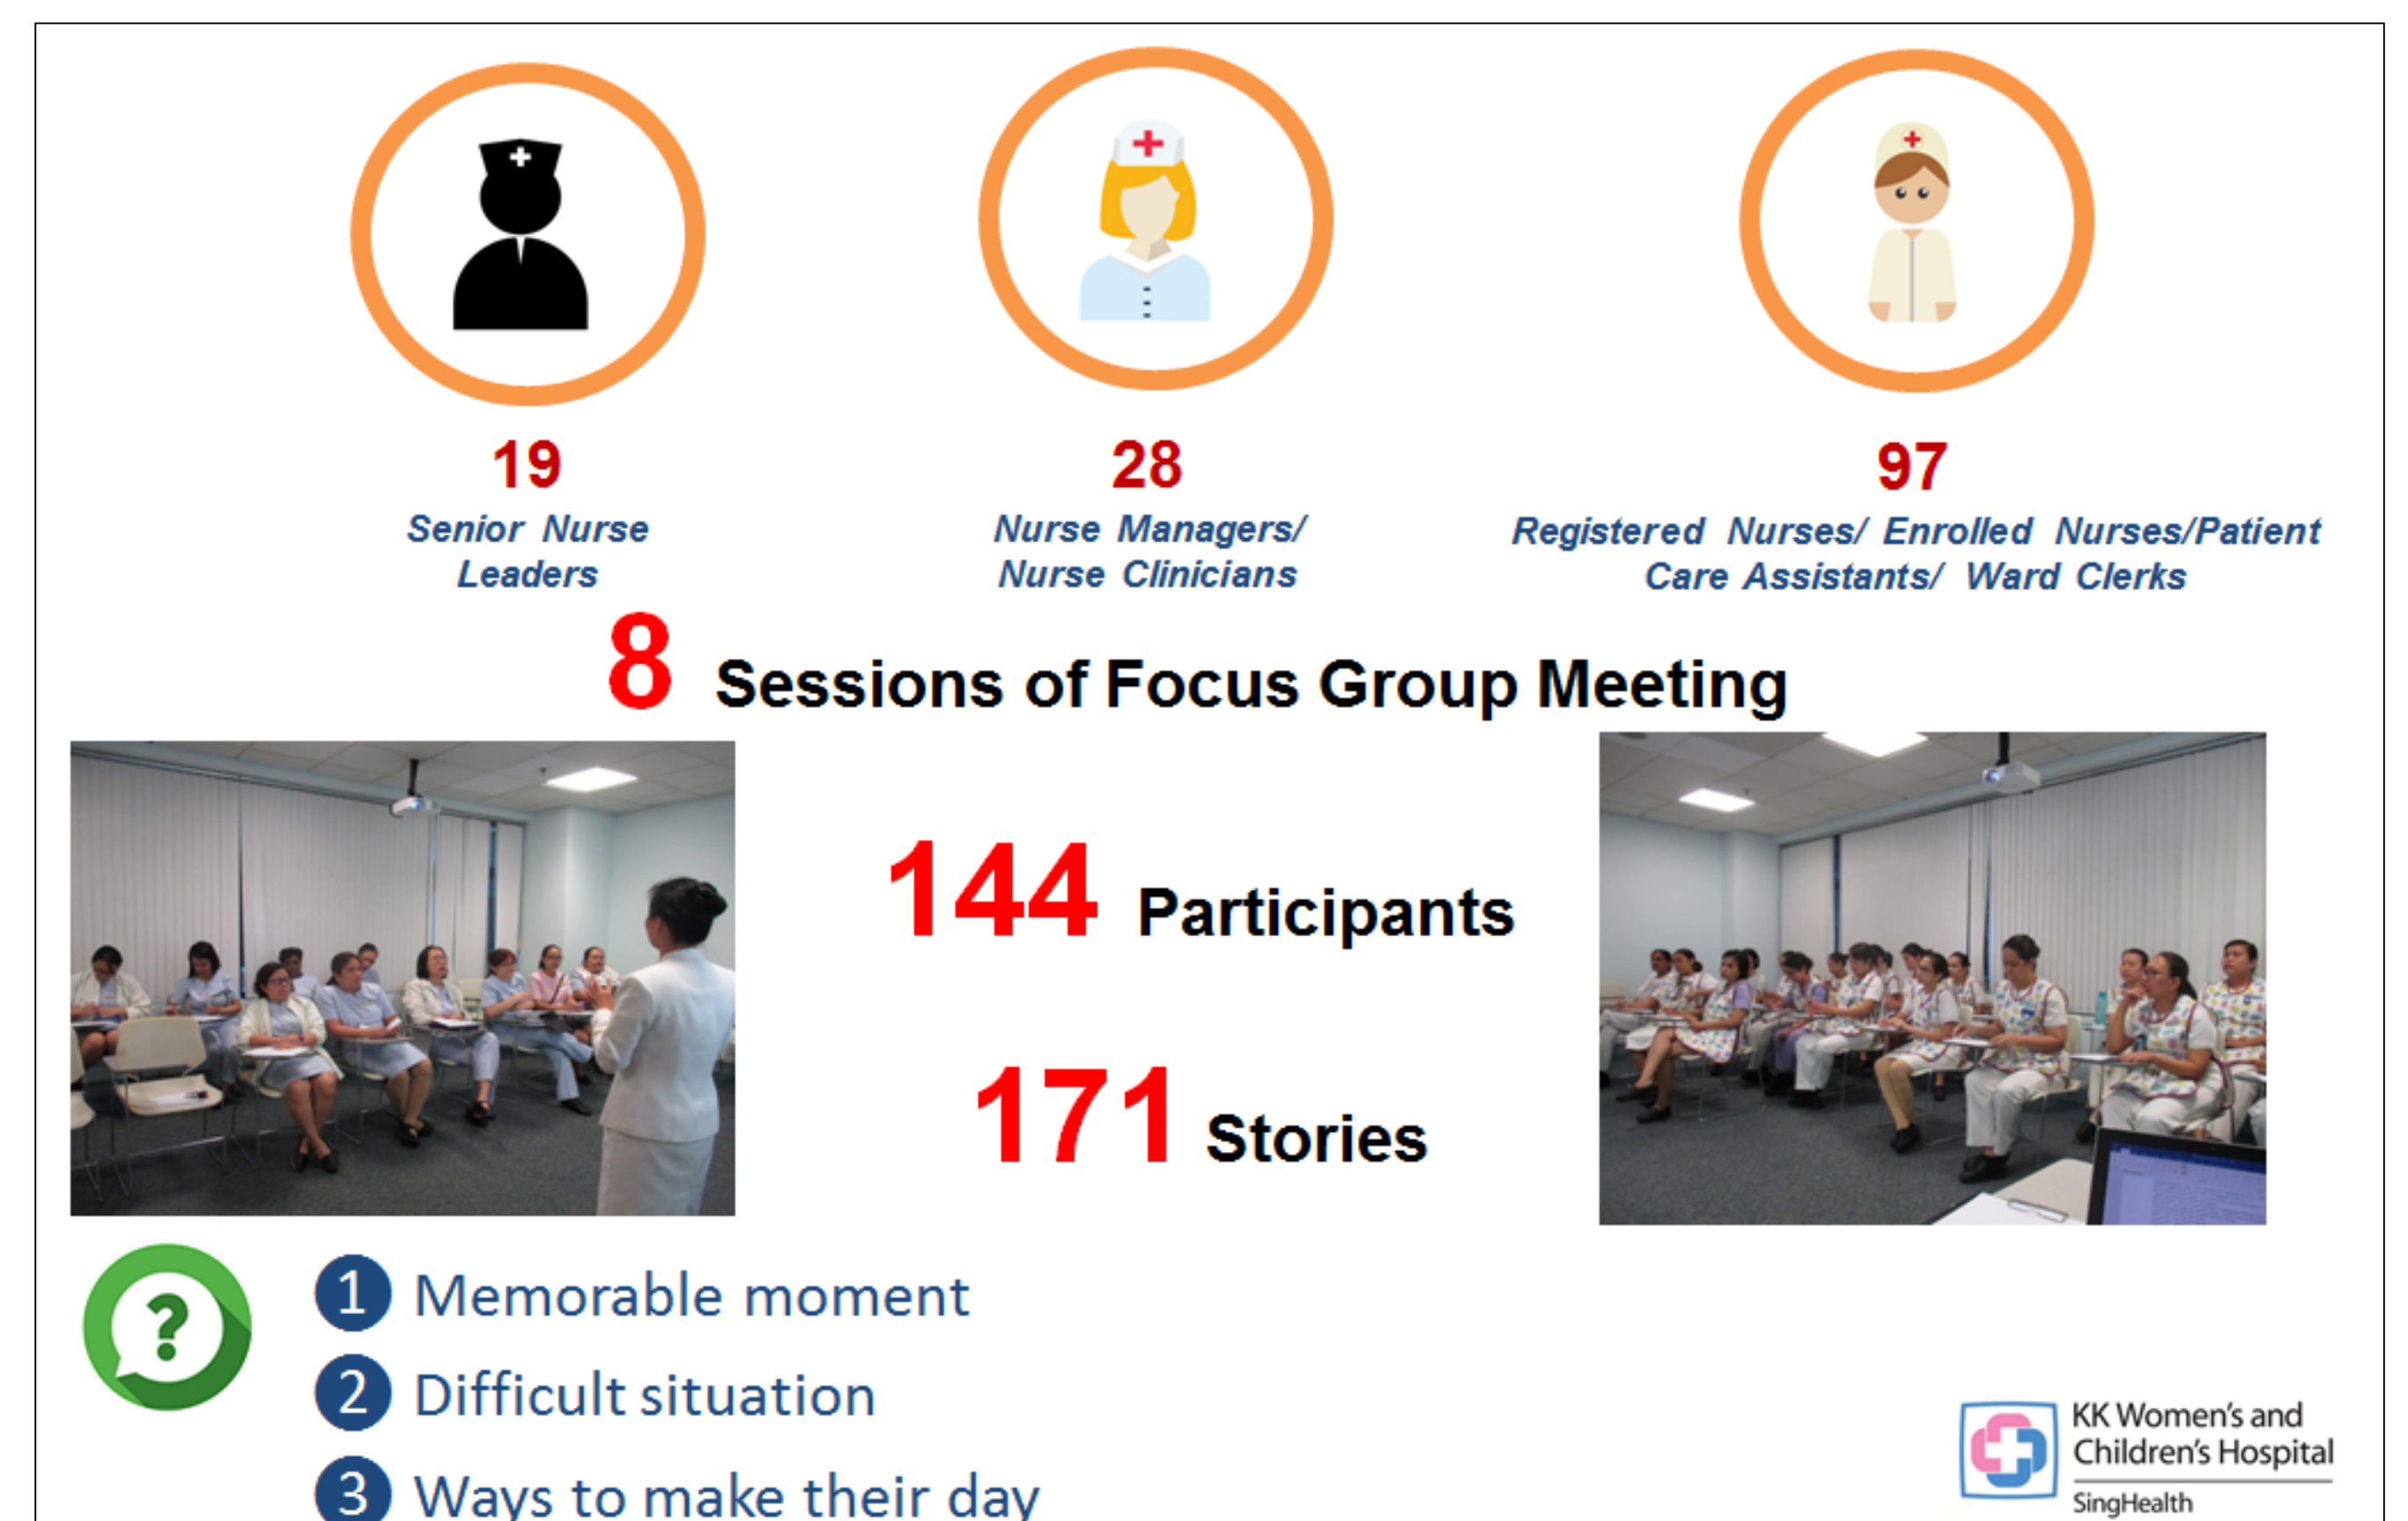 19
Senior Nurse
Leaders
28
Nurse Managers/
Nurse Clinicians
97
Registered Nurses/ Enrolled Nurses/Patient
Care Assistants/ Ward Clerks
8 Sessions of Focus Group Meeting
144 Participants
171 Stories
?
1 Memorable moment
2 Difficult situation
3 Ways to make their day
KK Women's and
Children's Hospital
SingHealth